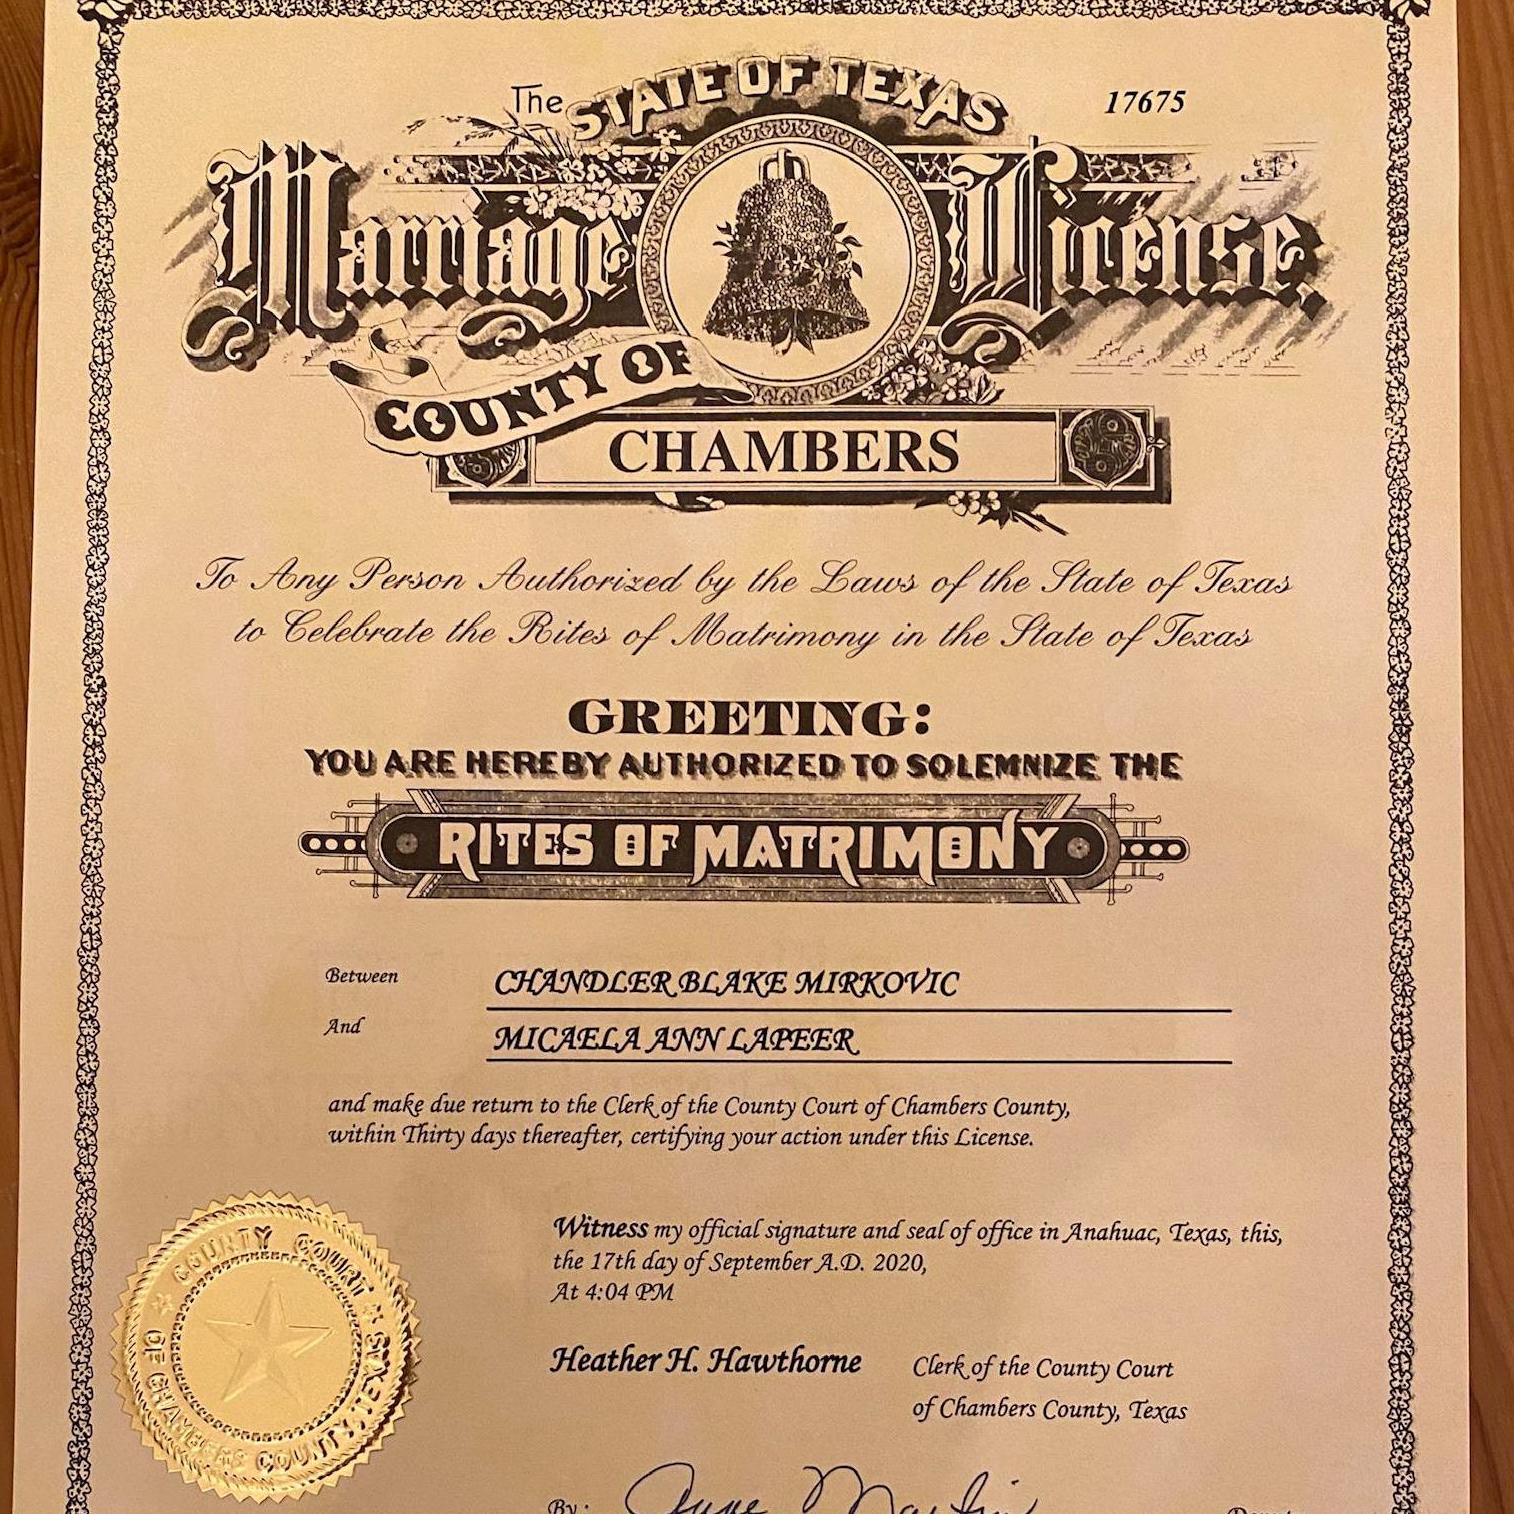 The STATE OF TEXAS
17675
Marriage License,
COUNTY OF
CHAMBERS
To Any Person Authorized by the Laws of the State of Texas
to Celebrate the Rites of Matrimony in the State of Texas
GREETING:
YOU ARE HEREBY AUTHORIZED TO SOLEMNIZE THE
RITES OF MATRIMONY
Between CHANDLER BLAKE MIRKOVIC
And MICAELA ANN LAPEER
and make due return to the Clerk of the County Court of Chambers County,
within Thirty days thereafter, certifying your action under this License.
Witness my official signature and seal of office in Anahuac, Texas, this,
the 17th day of September A.D. 2020,
At 4:04 PM
Heather H. Hawthorne Clerk of the County Court
of Chambers County, Texas
COUNTY COURT
OF CHAMBERS COUNTY, TEXAS
By: